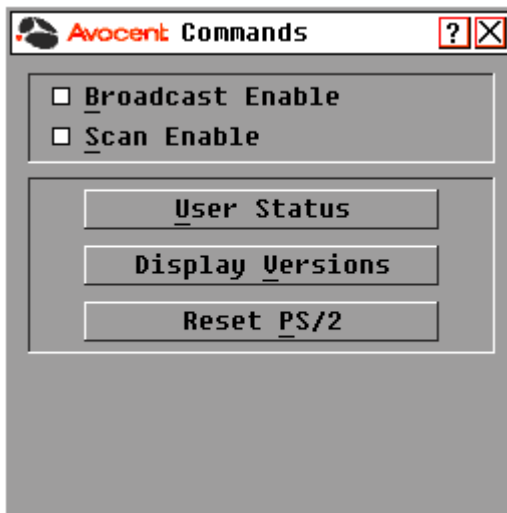 Avocent Commands ? X
Broadcast Enable
Scan Enable
User Status
Display Versions
Reset PS/2